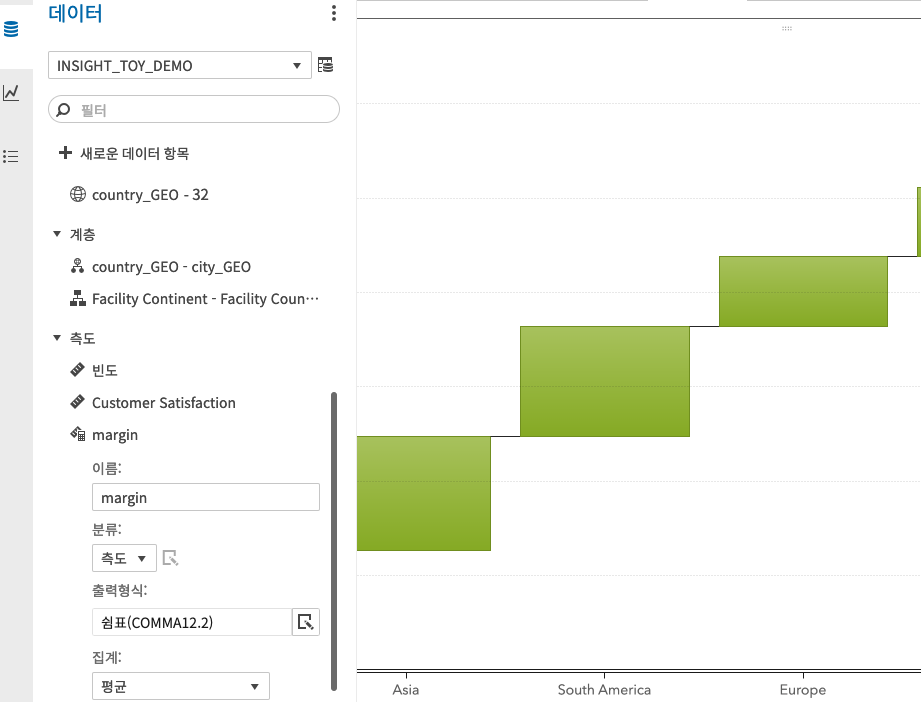 데이터
INSIGHT_TOY_DEMO
필터
새로운 데이터 항목
country_GEO - 32
계층
country_GEO - city_GEO
Facility Continent - Facility Coun···
측도
빈도
Customer Satisfaction
margin
이름:
margin
분류:
측도
출력형식:
쉼표(COMMA12.2)
집계:
평균
Asia
South America
Europe